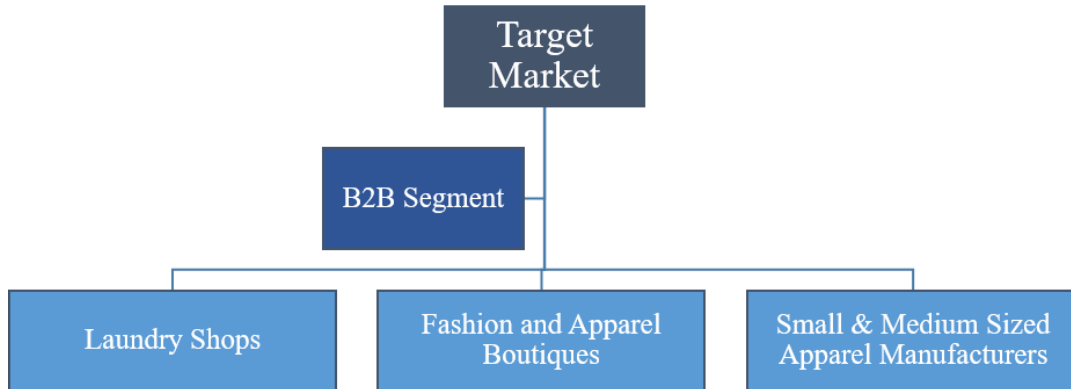 Target
Market
B2B Segment
Laundry Shops
Fashion and Apparel
Boutiques
Small & Medium Sized
Apparel Manufacturers